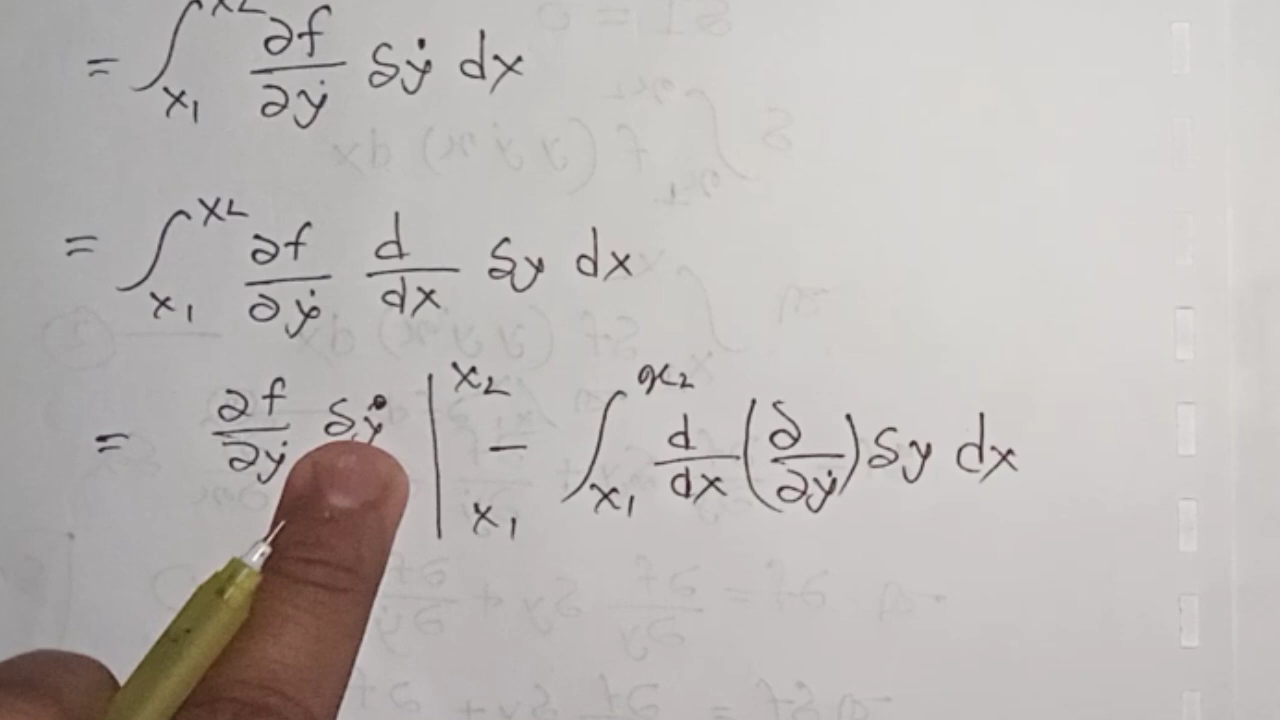 = ∫_{x1}^{x2} ∂f/∂ẏ δẏ dx
= ∫_{x1}^{x2} ∂f/∂ẏ d/dx δy dx
= ∂f/∂ẏ δẏ |_{x1}^{x2} - ∫_{x1}^{x2} d/dx (∂/∂ẏ) δy dx